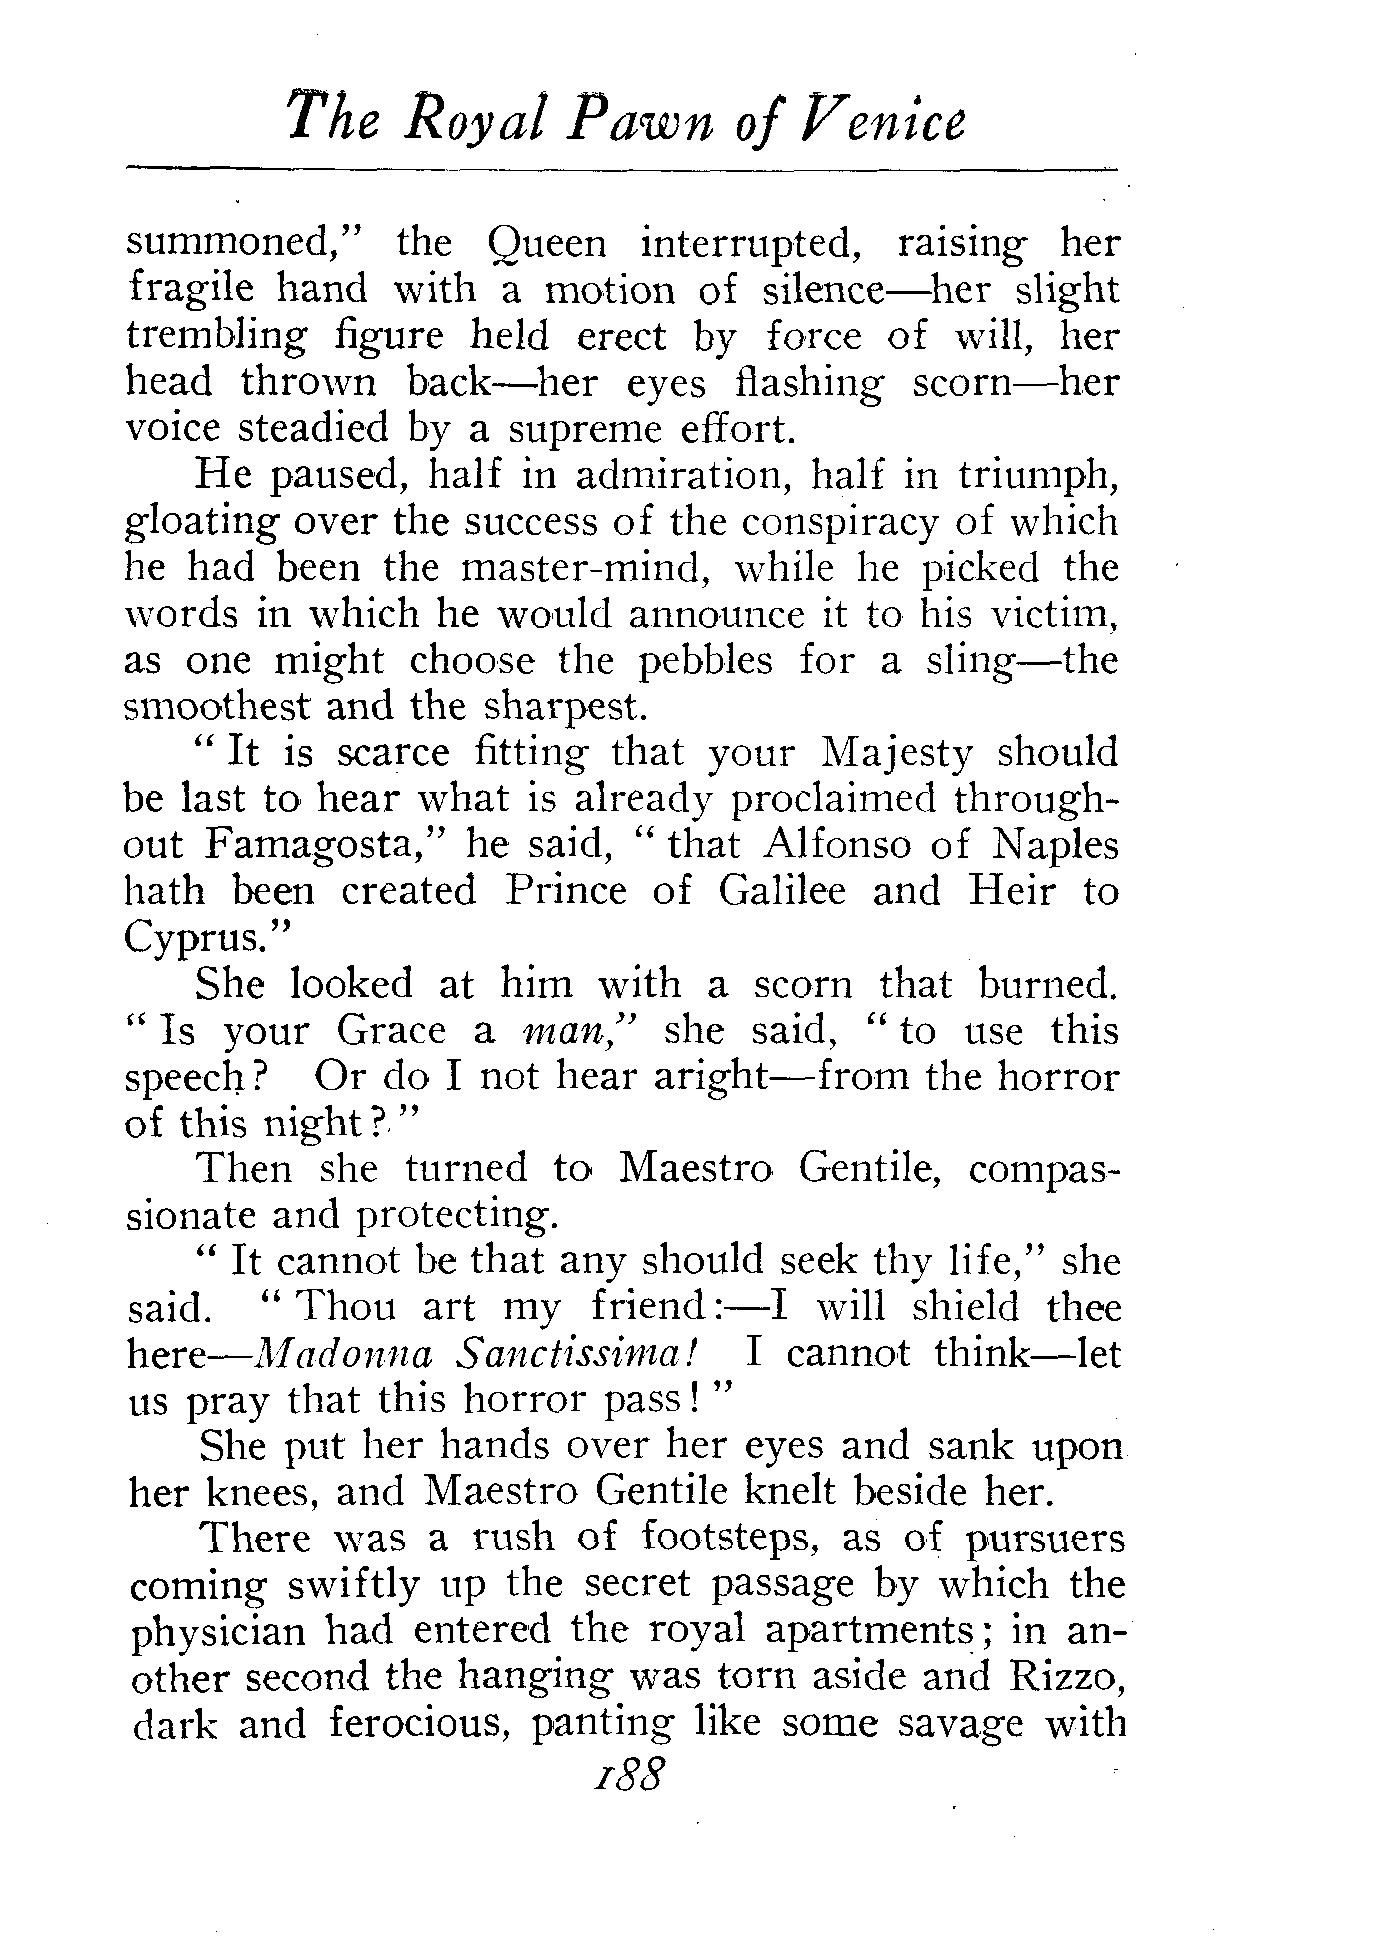 The Royal Pawn of Venice
summoned,” the Queen interrupted, raising her
fragile hand with a motion of silence—her slight
trembling figure held erect by force of will, her
head thrown back—her eyes flashing scorn—her
voice steadied by a supreme effort.
He paused, half in admiration, half in triumph,
gloating over the success of the conspiracy of which
he had been the master-mind, while he picked the
words in which he would announce it to his victim,
as one might choose the pebbles for a sling—the
smoothest and the sharpest.
“ It is scarce fitting that your Majesty should
be last to hear what is already proclaimed through-
out Famagosta,” he said, “ that Alfonso of Naples
hath been created Prince of Galilee and Heir to
Cyprus.”
She looked at him with a scorn that burned.
“ Is your Grace a man,” she said, “ to use this
speech? Or do I not hear aright—from the horror
of this night?”
Then she turned to Maestro Gentile, compas-
sionate and protecting.
“ It cannot be that any should seek thy life,” she
said. “ Thou art my friend:—I will shield thee
here—Madonna Sanctissima! I cannot think—let
us pray that this horror pass! ”
She put her hands over her eyes and sank upon
her knees, and Maestro Gentile knelt beside her.
There was a rush of footsteps, as of pursuers
coming swiftly up the secret passage by which the
physician had entered the royal apartments; in an-
other second the hanging was torn aside and Rizzo,
dark and ferocious, panting like some savage with
188